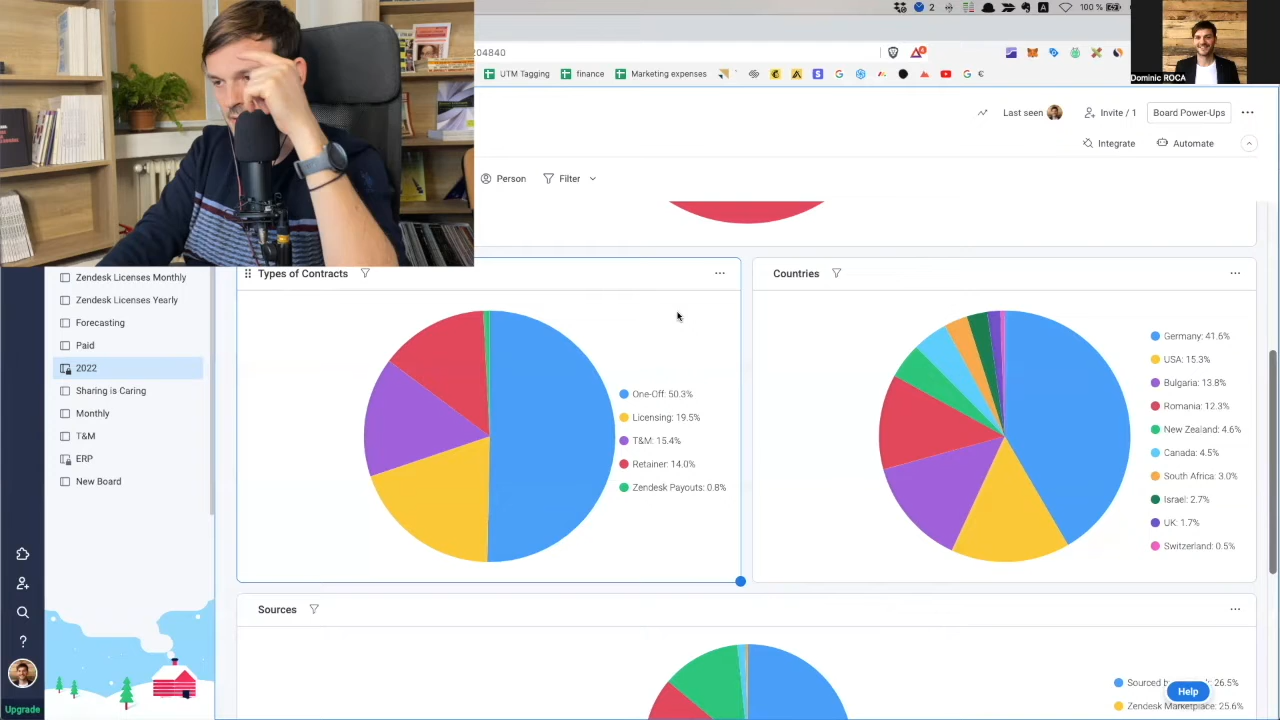 204840
100 %
2
A
UTM Tagging
finance
Marketing expenses
G
G €
Dominic ROCA
Last seen
Invite / 1
Board Power-Ups
Integrate
Automate
Person
Filter
Zendesk Licenses Monthly
Zendesk Licenses Yearly
Forecasting
Paid
2022
Sharing is Caring
Monthly
T&M
ERP
New Board
Upgrade
Types of Contracts
One-Off: 50.3%
Licensing: 19.5%
T&M: 15.4%
Retainer: 14.0%
Zendesk Payouts: 0.8%
Countries
Germany: 41.6%
USA: 15.3%
Bulgaria: 13.8%
Romania: 12.3%
New Zealand: 4.6%
Canada: 4.5%
South Africa: 3.0%
Israel: 2.7%
UK: 1.7%
Switzerland: 0.5%
Sources
Sourced b
: 26.5%
Zendesk Marketplace: 25.6%
Help